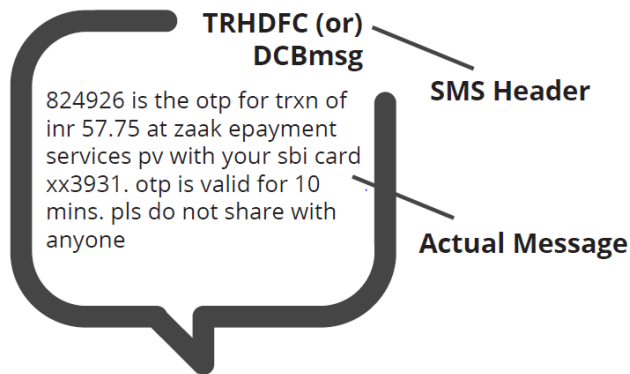 TRHDFC (or)
DCBmsg
SMS Header
824926 is the otp for trxn of
inr 57.75 at zaak epayment
services pv with your sbi card
xx3931. otp is valid for 10
mins. pls do not share with
anyone
Actual Message